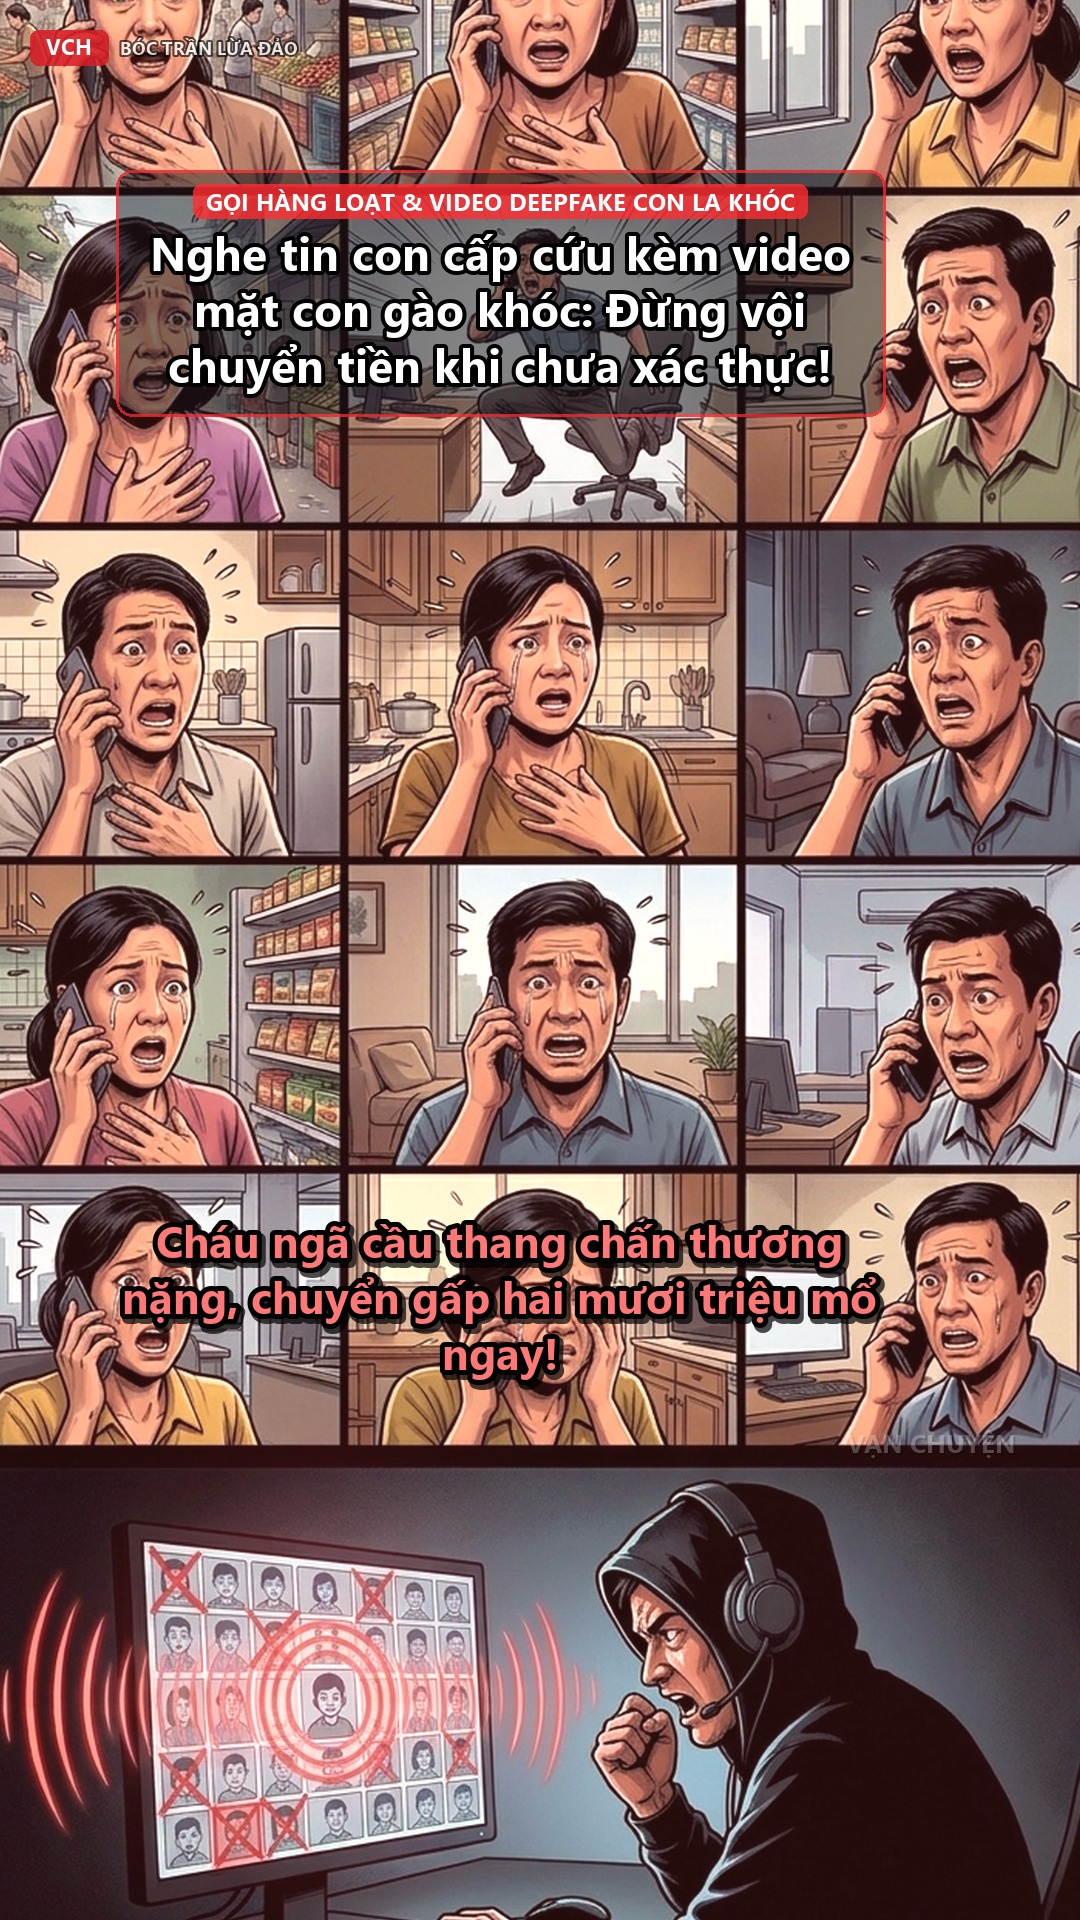 VCH BÓC TRẦN LỪA ĐẢO
GỌI HÀNG LOẠT & VIDEO DEEPFAKE CON LA KHÓC
Nghe tin con cấp cứu kèm video
mặt con gào khóc: Đừng vội
chuyển tiền khi chưa xác thực!
Cháu ngã cầu thang chấn thương
nặng, chuyển gấp hai mươi triệu mổ
ngay!
VẠN CHUYỆN